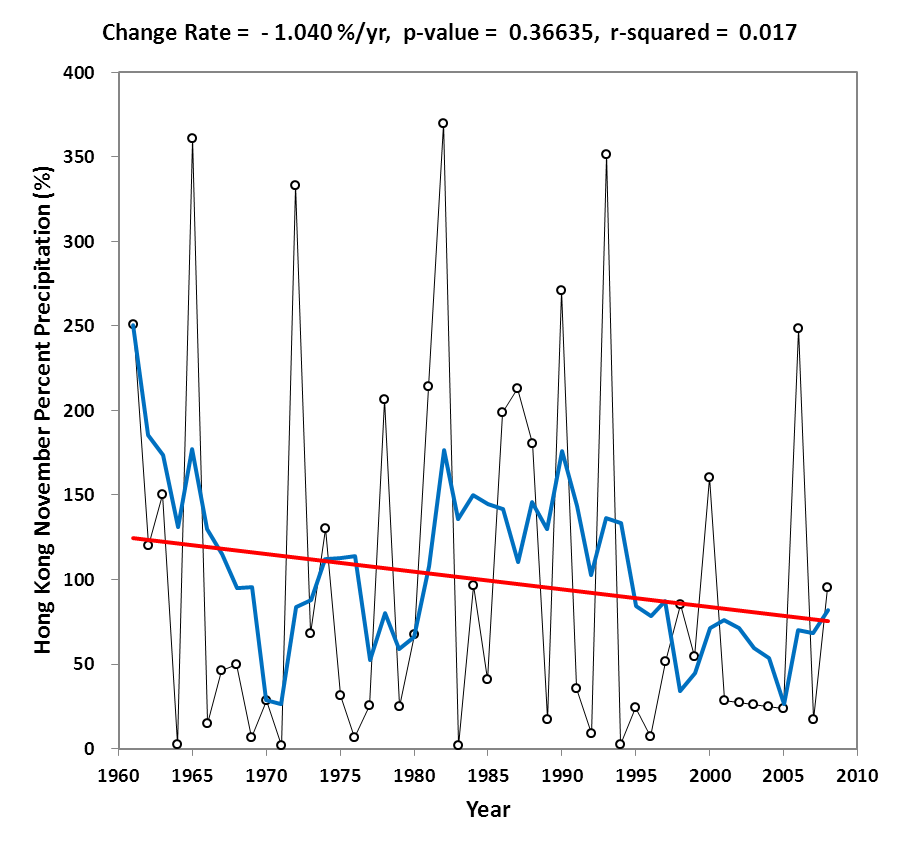 Change Rate = - 1.040 %/yr, p-value = 0.36635, r-squared = 0.017
400
350
300
250
200
150
100
50
0
Hong Kong November Percent Precipitation (%)
1960 1965 1970 1975 1980 1985 1990 1995 2000 2005 2010
Year